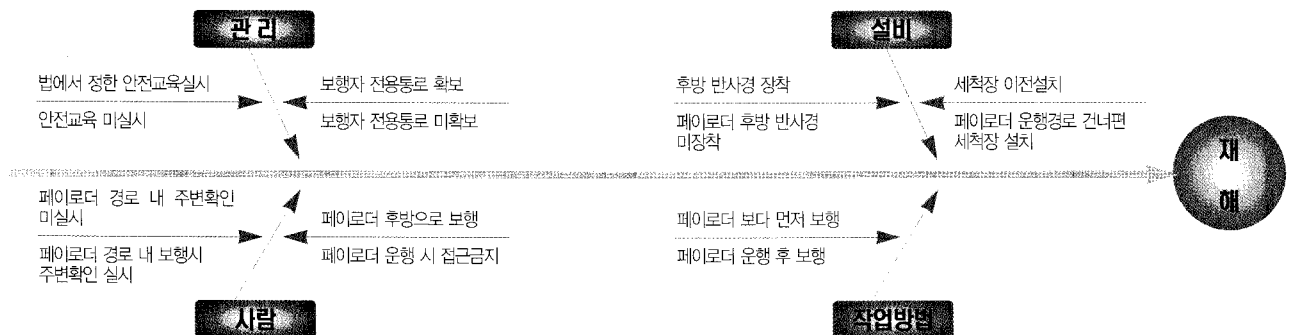 관 리
설비
법에서 정한 안전교육실시
보행자 전용통로 확보
후방 반사경 장착
세척장 이전설치
안전교육 미실시
보행자 전용통로 미확보
페이로더 후방 반사경
미장착
페이로더 운행경로 건너편
세척장 설치
재
해
페이로더 경로 내 주변확인
미실시
페이로더 후방으로 보행
페이로더 보다 먼저 보행
페이로더 경로 내 보행시
주변확인 실시
페이로더 운행 시 접근금지
페이로더 운행 후 보행
사람
작업방법